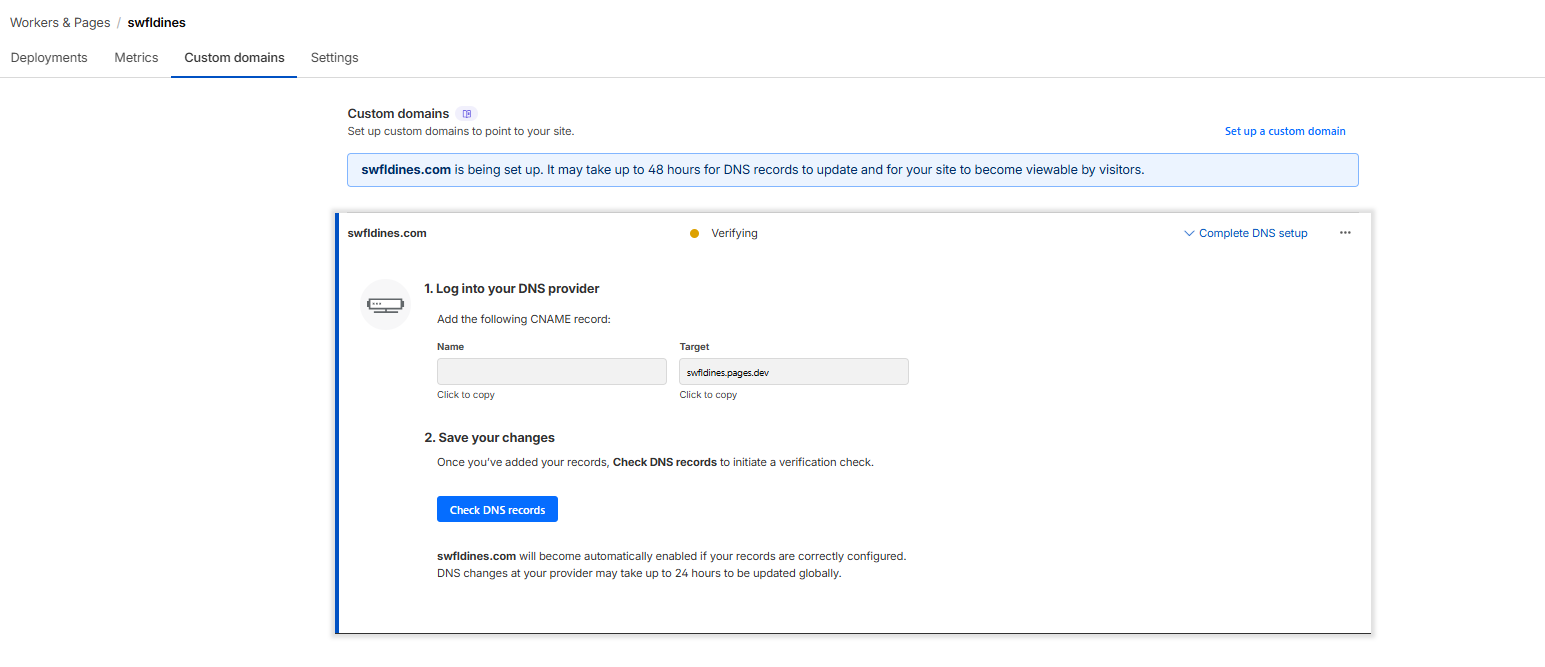 Workers & Pages / swfldines
Deployments Metrics Custom domains Settings
Custom domains
Set up custom domains to point to your site.
Set up a custom domain
swfldines.com is being set up. It may take up to 48 hours for DNS records to update and for your site to become viewable by visitors.
swfldines.com Verifying Complete DNS setup ...
1. Log into your DNS provider
Add the following CNAME record:
Name Target
swfldines.pages.dev
Click to copy Click to copy
2. Save your changes
Once you've added your records, Check DNS records to initiate a verification check.
Check DNS records
swfldines.com will become automatically enabled if your records are correctly configured.
DNS changes at your provider may take up to 24 hours to be updated globally.